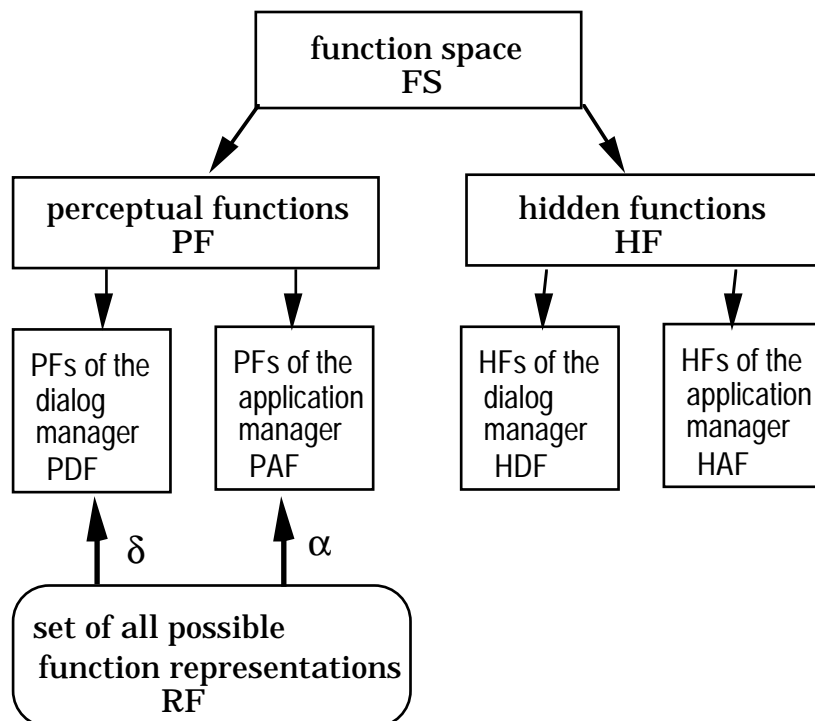 function space
FS
perceptual functions
PF
hidden functions
HF
PFs of the
dialog
manager
PDF
PFs of the
application
manager
PAF
HFs of the
dialog
manager
HDF
HFs of the
application
manager
HAF
δ
α
set of all possible
function representations
RF